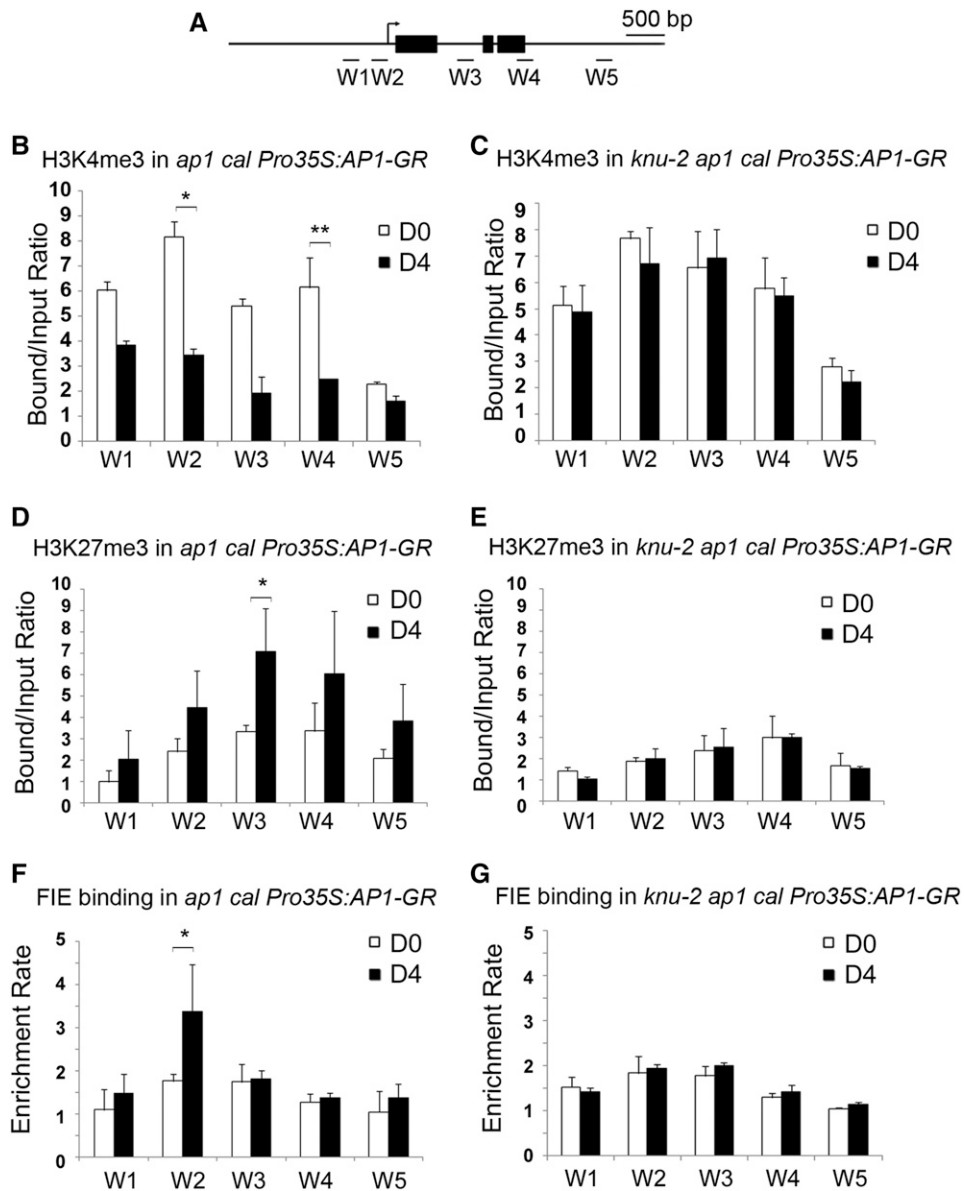 A
500 bp
W1 W2 W3 W4 W5
B
H3K4me3 in ap1 cal Pro35S:AP1-GR
Bound/Input Ratio
10
9
8
7
6
5
4
3
2
1
0
*
**
D0
D4
W1 W2 W3 W4 W5
C
H3K4me3 in knu-2 ap1 cal Pro35S:AP1-GR
Bound/Input Ratio
9
8
7
6
5
4
3
2
1
0
D0
D4
W1 W2 W3 W4 W5
D
H3K27me3 in ap1 cal Pro35S:AP1-GR
Bound/Input Ratio
10
9
8
7
6
5
4
3
2
1
0
*
D0
D4
W1 W2 W3 W4 W5
E
H3K27me3 in knu-2 ap1 cal Pro35S:AP1-GR
Bound/Input Ratio
10
9
8
7
6
5
4
3
2
1
0
D0
D4
W1 W2 W3 W4 W5
F
FIE binding in ap1 cal Pro35S:AP1-GR
Enrichment Rate
5
4
3
2
1
0
*
D0
D4
W1 W2 W3 W4 W5
G
FIE binding in knu-2 ap1 cal Pro35S:AP1-GR
Enrichment Rate
5
4
3
2
1
0
D0
D4
W1 W2 W3 W4 W5